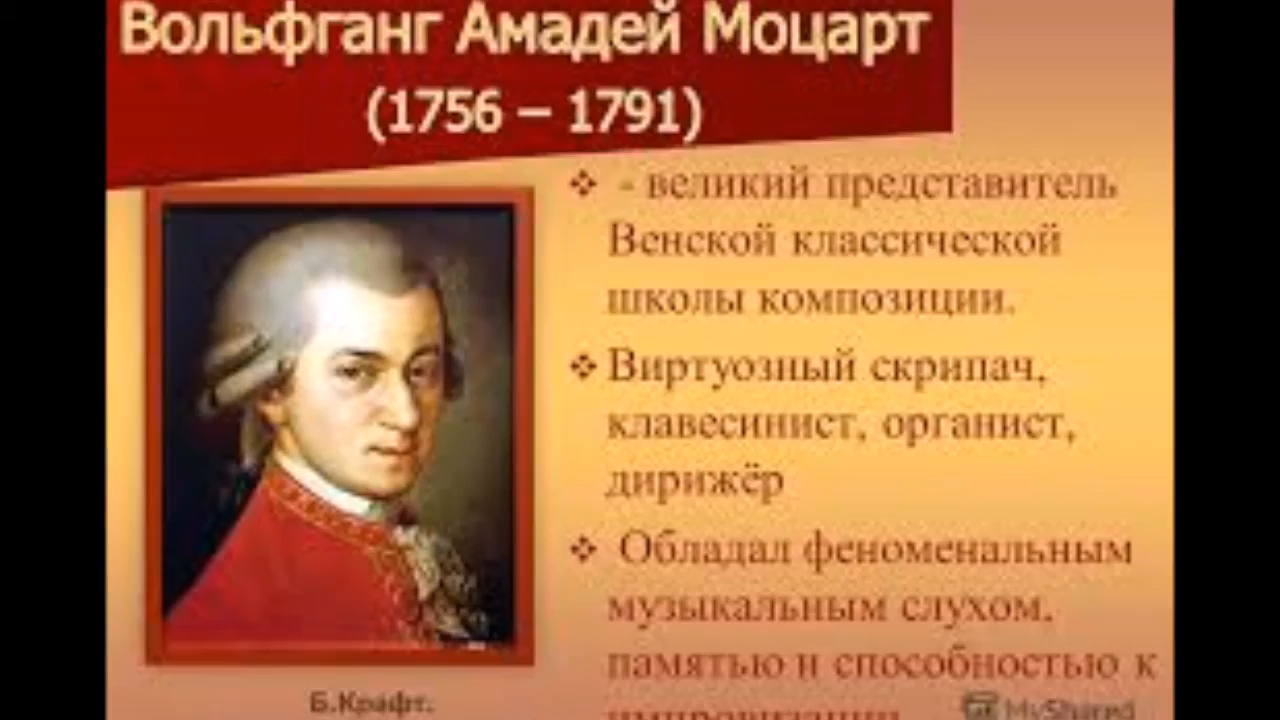 Вольфганг Амадей Моцарт
(1756 – 1791)
❖ - великий представитель
Венской классической
школы композиции.
❖ Виртуозный скрипач,
клавесинист, органист,
дирижёр
❖ Обладал феноменальным
музыкальным слухом,
памятью и способностью к
импровизации
Б.Крафт.
MyShared